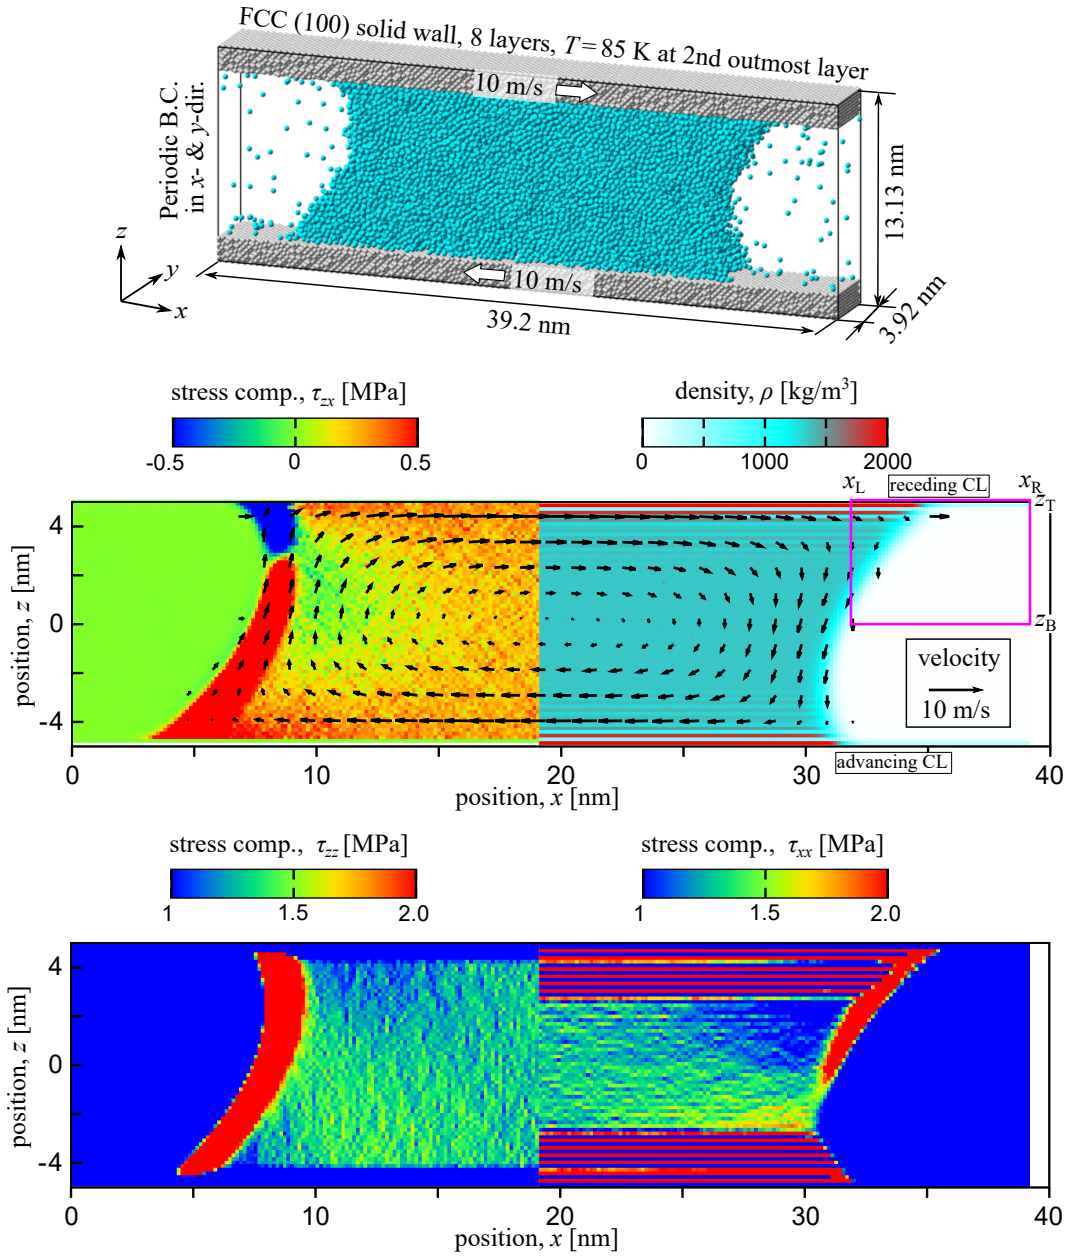 FCC (100) solid wall, 8 layers, T = 85 K at 2nd outmost layer
10 m/s
Periodic B.C.
in x- & y-dir.
13.13 nm
z
y
x
10 m/s
39.2 nm
3.92 nm
stress comp., τzx [MPa]
-0.5 0 0.5
density, ρ [kg/m3]
0 1000 2000
xL receding CL xR
zT
zB
velocity
10 m/s
advancing CL
position, z [nm]
4
0
-4
0 10 20 30 40
position, x [nm]
stress comp., τzz [MPa]
1 1.5 2.0
stress comp., τxx [MPa]
1 1.5 2.0
position, z [nm]
4
0
-4
0 10 20 30 40
position, x [nm]